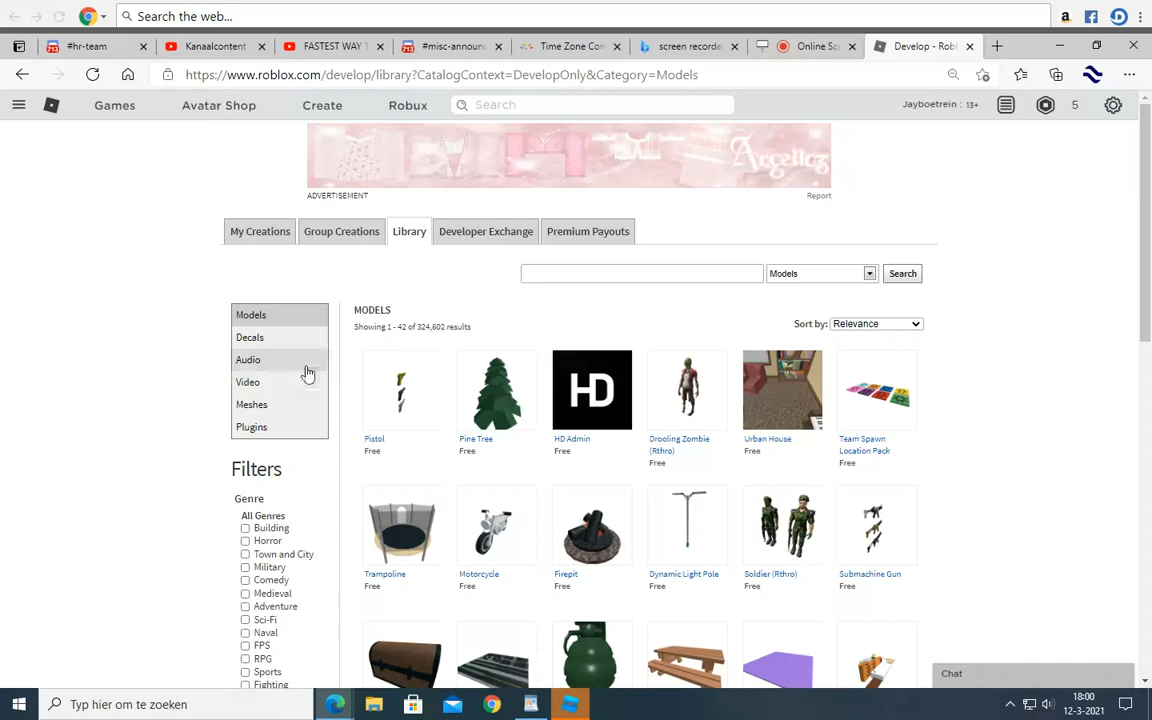 Search the web...
#hr-team
Kanaalcontent
FASTEST WAY T
#misc-announ
Time Zone Con
screen recorde
Online Sc
Develop - Robl
https://www.roblox.com/develop/library?CatalogContext=DevelopOnly&Category=Models
Games
Avatar Shop
Create
Robux
Search
Jayboetrein : 13+
5
Argelloz
ADVERTISEMENT
Report
My Creations
Group Creations
Library
Developer Exchange
Premium Payouts
Models
Search
Models
Decals
Audio
Video
Meshes
Plugins
MODELS
Showing 1 - 42 of 324,602 results
Sort by: Relevance
HD
Pistol
Free
Pine Tree
Free
HD Admin
Free
Drooling Zombie
(Rthro)
Free
Urban House
Free
Team Spawn
Location Pack
Free
Trampoline
Free
Motorcycle
Free
Firepit
Free
Dynamic Light Pole
Free
Soldier (Rthro)
Free
Submachine Gun
Free
Filters
Genre
All Genres
Building
Horror
Town and City
Military
Comedy
Medieval
Adventure
Sci-Fi
Naval
FPS
RPG
Sports
Fighting
Chat
Typ hier om te zoeken
18:00
12-3-2021